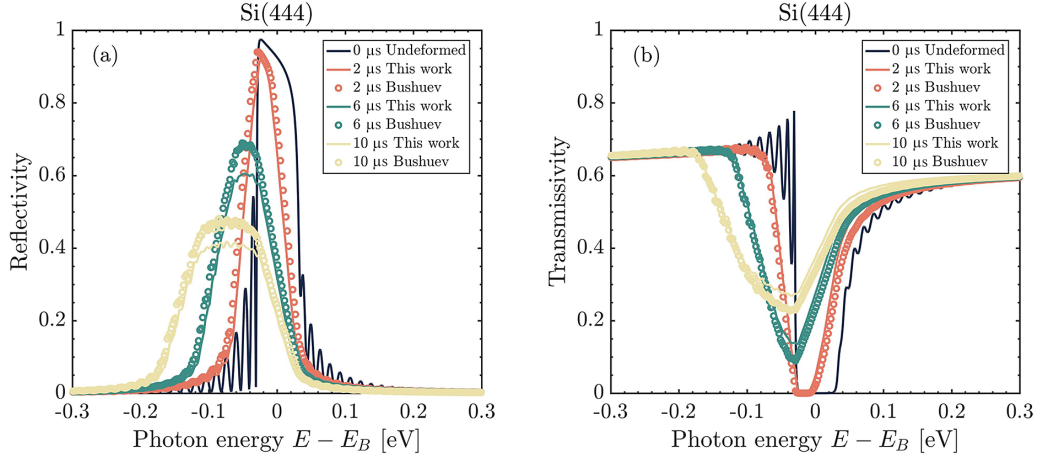 Si(444)
(a)
0 μs Undeformed
2 μs This work
2 μs Bushuev
6 μs This work
6 μs Bushuev
10 μs This work
10 μs Bushuev
Reflectivity
1
0.8
0.6
0.4
0.2
0
-0.3 -0.2 -0.1 0 0.1 0.2 0.3
Photon energy E − E_B [eV]
Si(444)
(b)
0 μs Undeformed
2 μs This work
2 μs Bushuev
6 μs This work
6 μs Bushuev
10 μs This work
10 μs Bushuev
Transmissivity
1
0.8
0.6
0.4
0.2
0
-0.3 -0.2 -0.1 0 0.1 0.2 0.3
Photon energy E − E_B [eV]